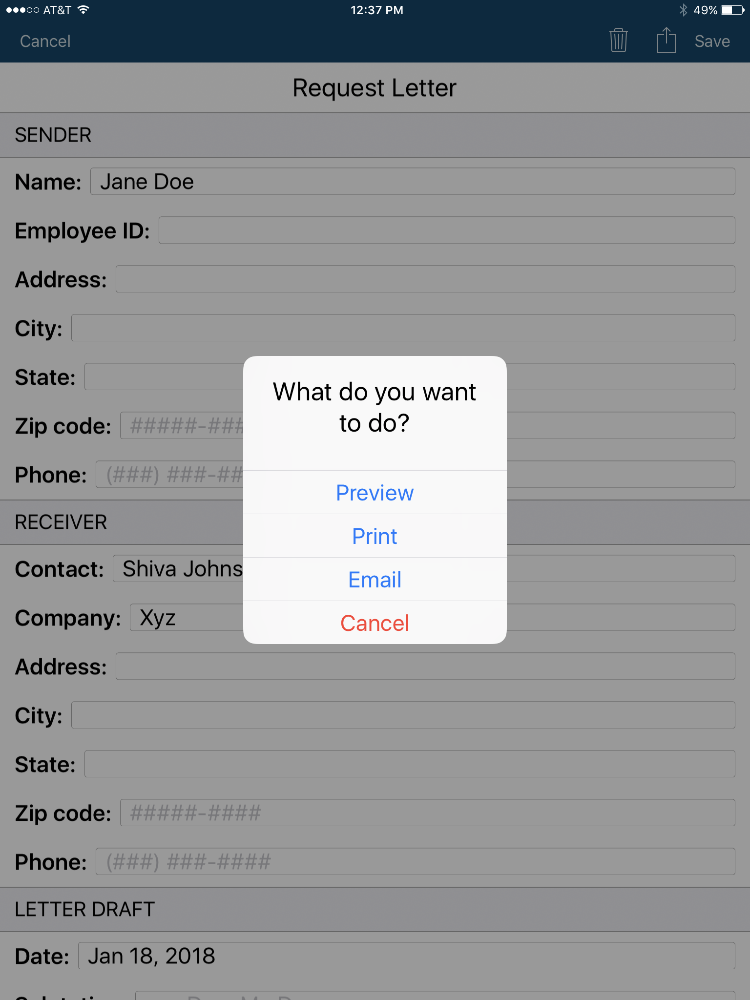 AT&T 12:37 PM 49%
Cancel Save
Request Letter
SENDER
Name: Jane Doe
Employee ID:
Address:
City:
State:
Zip code: #####-###
Phone: (###) ###-##
What do you want
to do?
Preview
Print
Email
Cancel
RECEIVER
Contact: Shiva Johns
Company: Xyz
Address:
City:
State:
Zip code: #####-####
Phone: (###) ###-####
LETTER DRAFT
Date: Jan 18, 2018